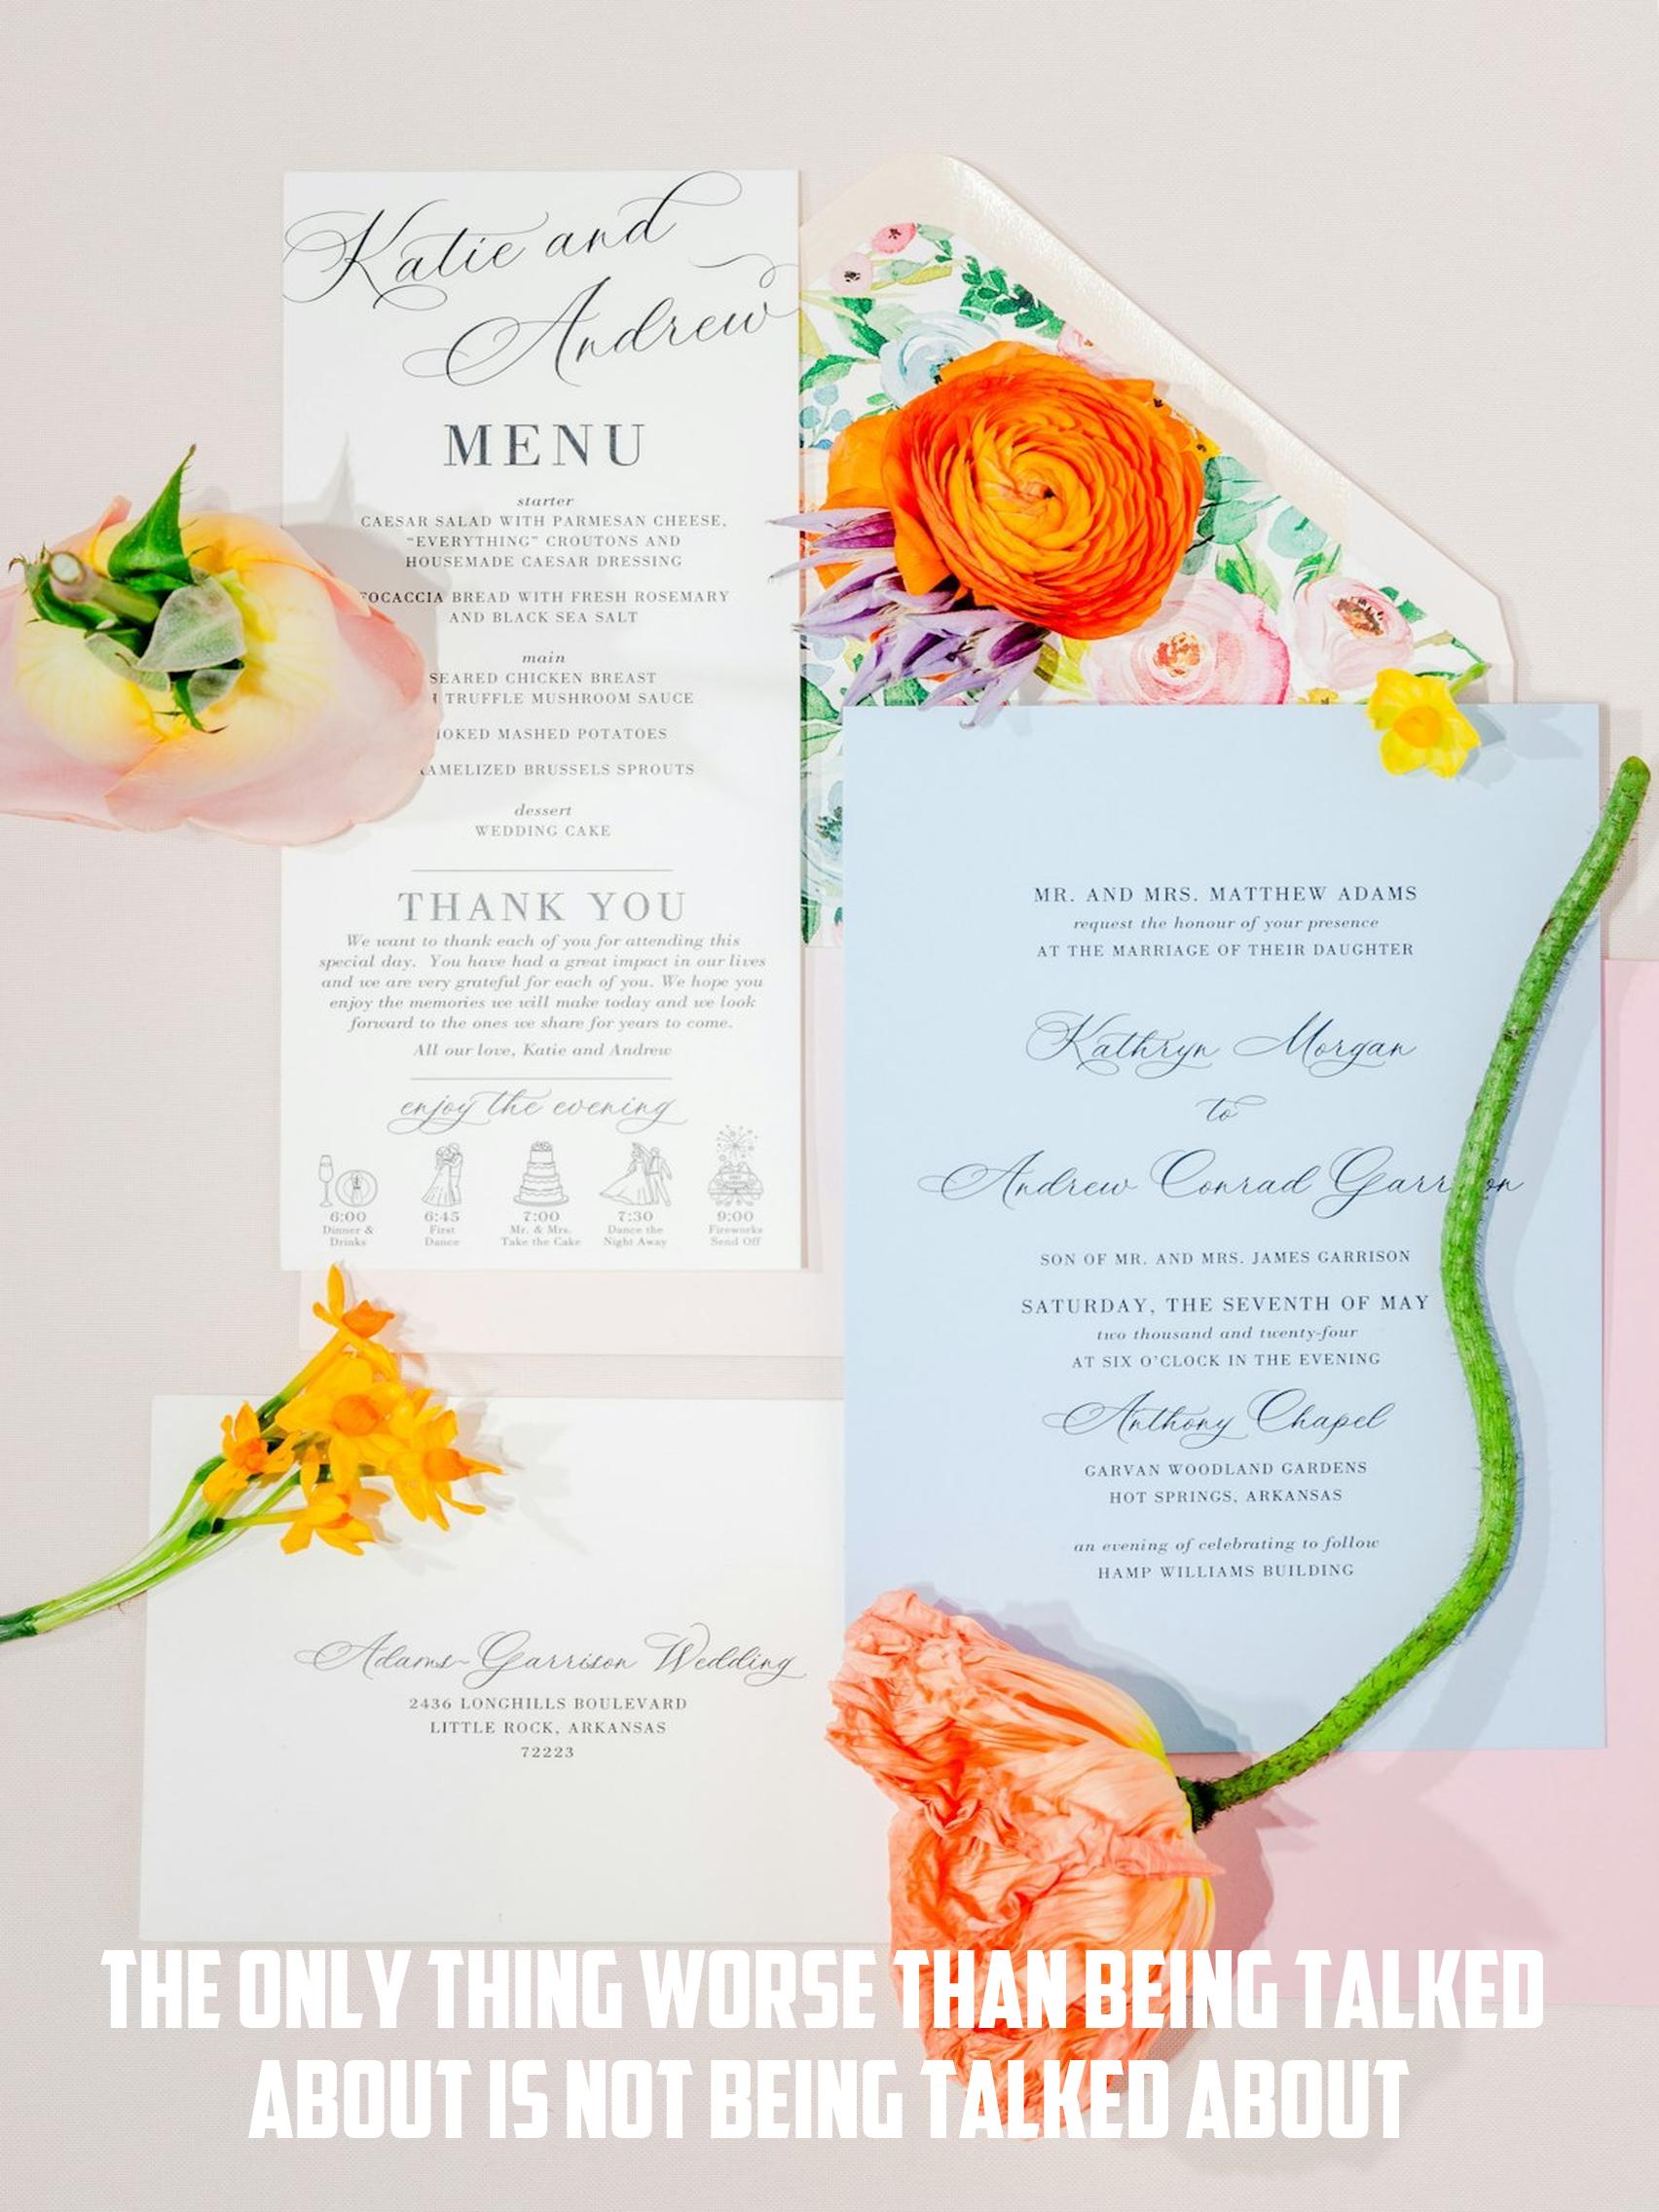 Katie and
Andrew
MENU
starter
CAESAR SALAD WITH PARMESAN CHEESE,
"EVERYTHING" CROUTONS AND
HOUSEMADE CAESAR DRESSING
BREAD WITH FRESH ROSEMARY
AND BLACK SEA SALT
main
SEARED CHICKEN BREAST
TRUFFLE MUSHROOM SAUCE
MASHED POTATOES
BRUSSELS SPROUTS
dessert
WEDDING CAKE
THANK YOU
We want to thank each of you for attending this
special day. You have had a great impact in our lives
and we are very grateful for each of you. We hope you
enjoy the memories we will make today and we look
forward to the ones we share for years to come.
All our love, Katie and Andrew
enjoy the evening
6:00 Dinner & Drinks
6:45 First Dance
7:00 Mr. & Mrs. Take the Cake
7:30 Dance the Night Away
9:00 Fireworks Send Off
MR. AND MRS. MATTHEW ADAMS
request the honour of your presence
AT THE MARRIAGE OF THEIR DAUGHTER
Kathryn Morgan
to
Andrew Conrad Garrison
SON OF MR. AND MRS. JAMES GARRISON
SATURDAY, THE SEVENTH OF MAY
two thousand and twenty-four
AT SIX O'CLOCK IN THE EVENING
Anthony Chapel
GARVAN WOODLAND GARDENS
HOT SPRINGS, ARKANSAS
an evening of celebrating to follow
HAMP WILLIAMS BUILDING
Adams-Garrison Wedding
2436 LONGHILLS BOULEVARD
LITTLE ROCK, ARKANSAS
72223
THE ONLY THING WORSE THAN BEING TALKED
ABOUT IS NOT BEING TALKED ABOUT